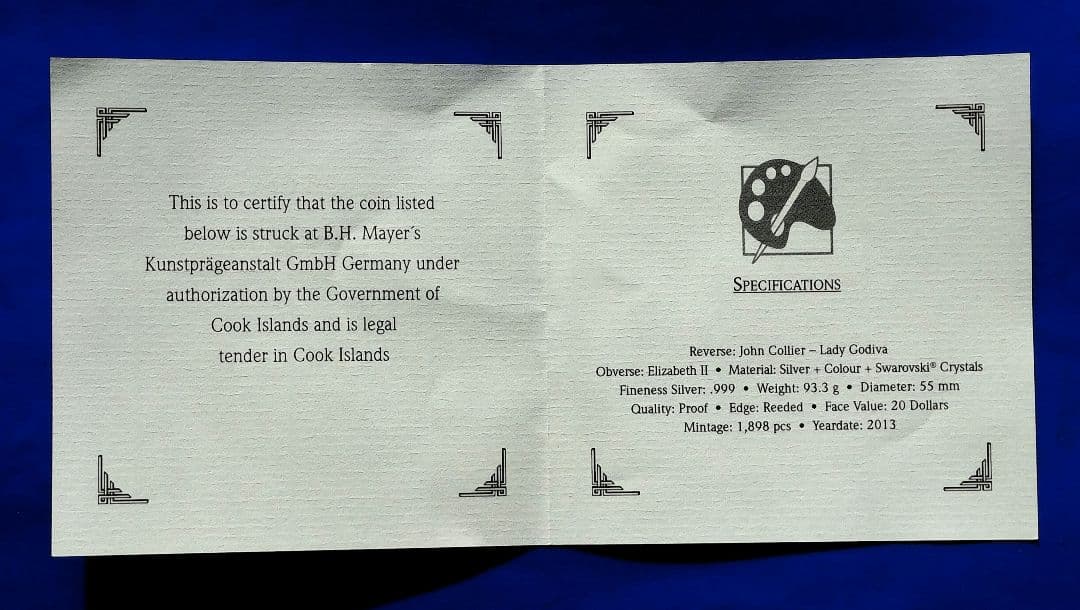 This is to certify that the coin listed
below is struck at B.H. Mayer´s
Kunstprägeanstalt GmbH Germany under
authorization by the Government of
Cook Islands and is legal
tender in Cook Islands
SPECIFICATIONS
Reverse: John Collier – Lady Godiva
Obverse: Elizabeth II • Material: Silver + Colour + Swarovski® Crystals
Fineness Silver: .999 • Weight: 93.3 g • Diameter: 55 mm
Quality: Proof • Edge: Reeded • Face Value: 20 Dollars
Mintage: 1,898 pcs • Yeardate: 2013